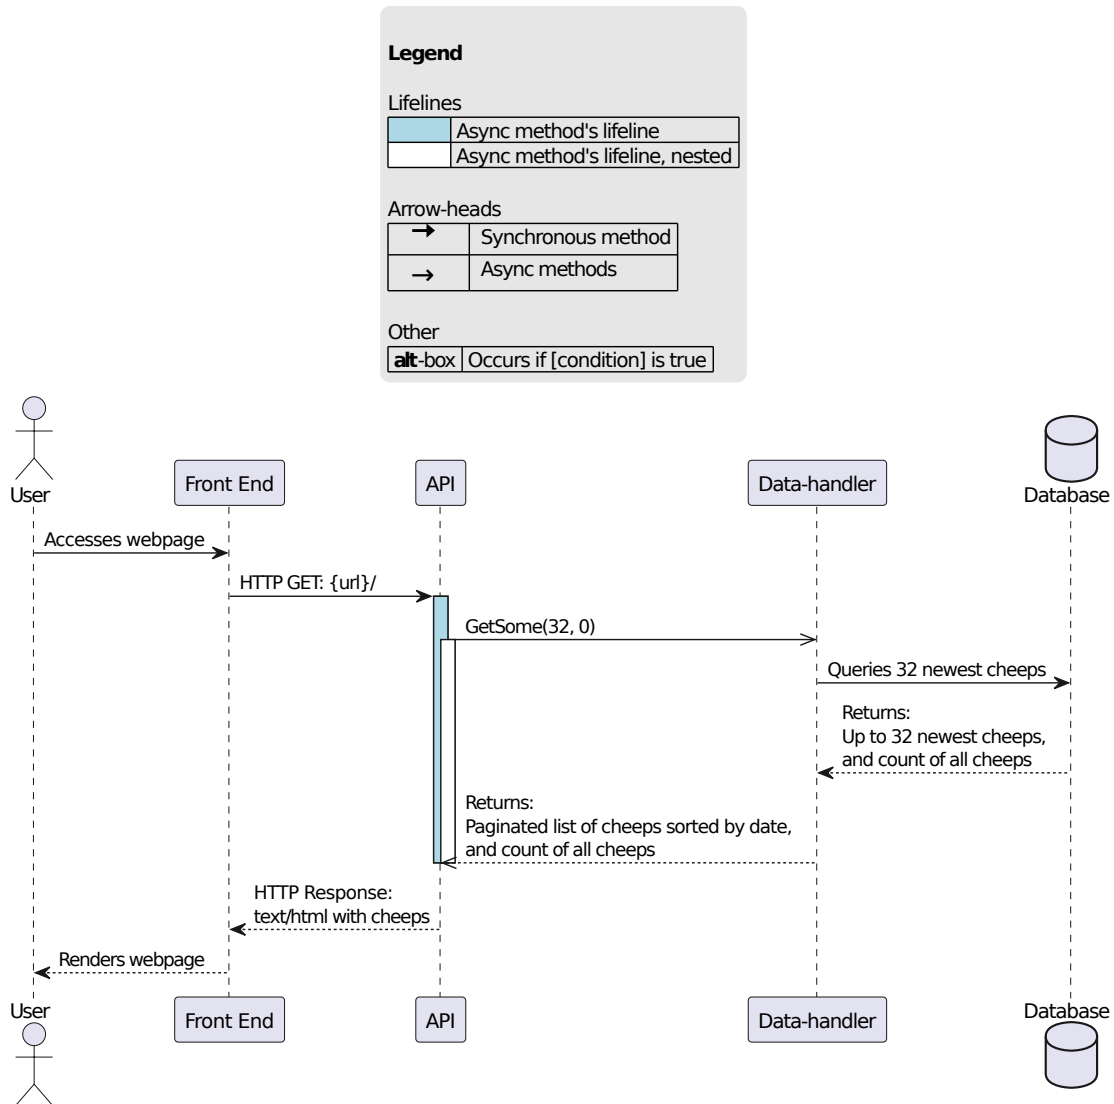 Legend
Lifelines
Async method's lifeline
Async method's lifeline, nested
Arrow-heads
→ Synchronous method
→ Async methods
Other
alt-box Occurs if [condition] is true
User
Front End
API
Data-handler
Database
Accesses webpage
HTTP GET: {url}/
GetSome(32, 0)
Queries 32 newest cheeps
Returns:
Up to 32 newest cheeps,
and count of all cheeps
Returns:
Paginated list of cheeps sorted by date,
and count of all cheeps
HTTP Response:
text/html with cheeps
Renders webpage
User
Front End
API
Data-handler
Database